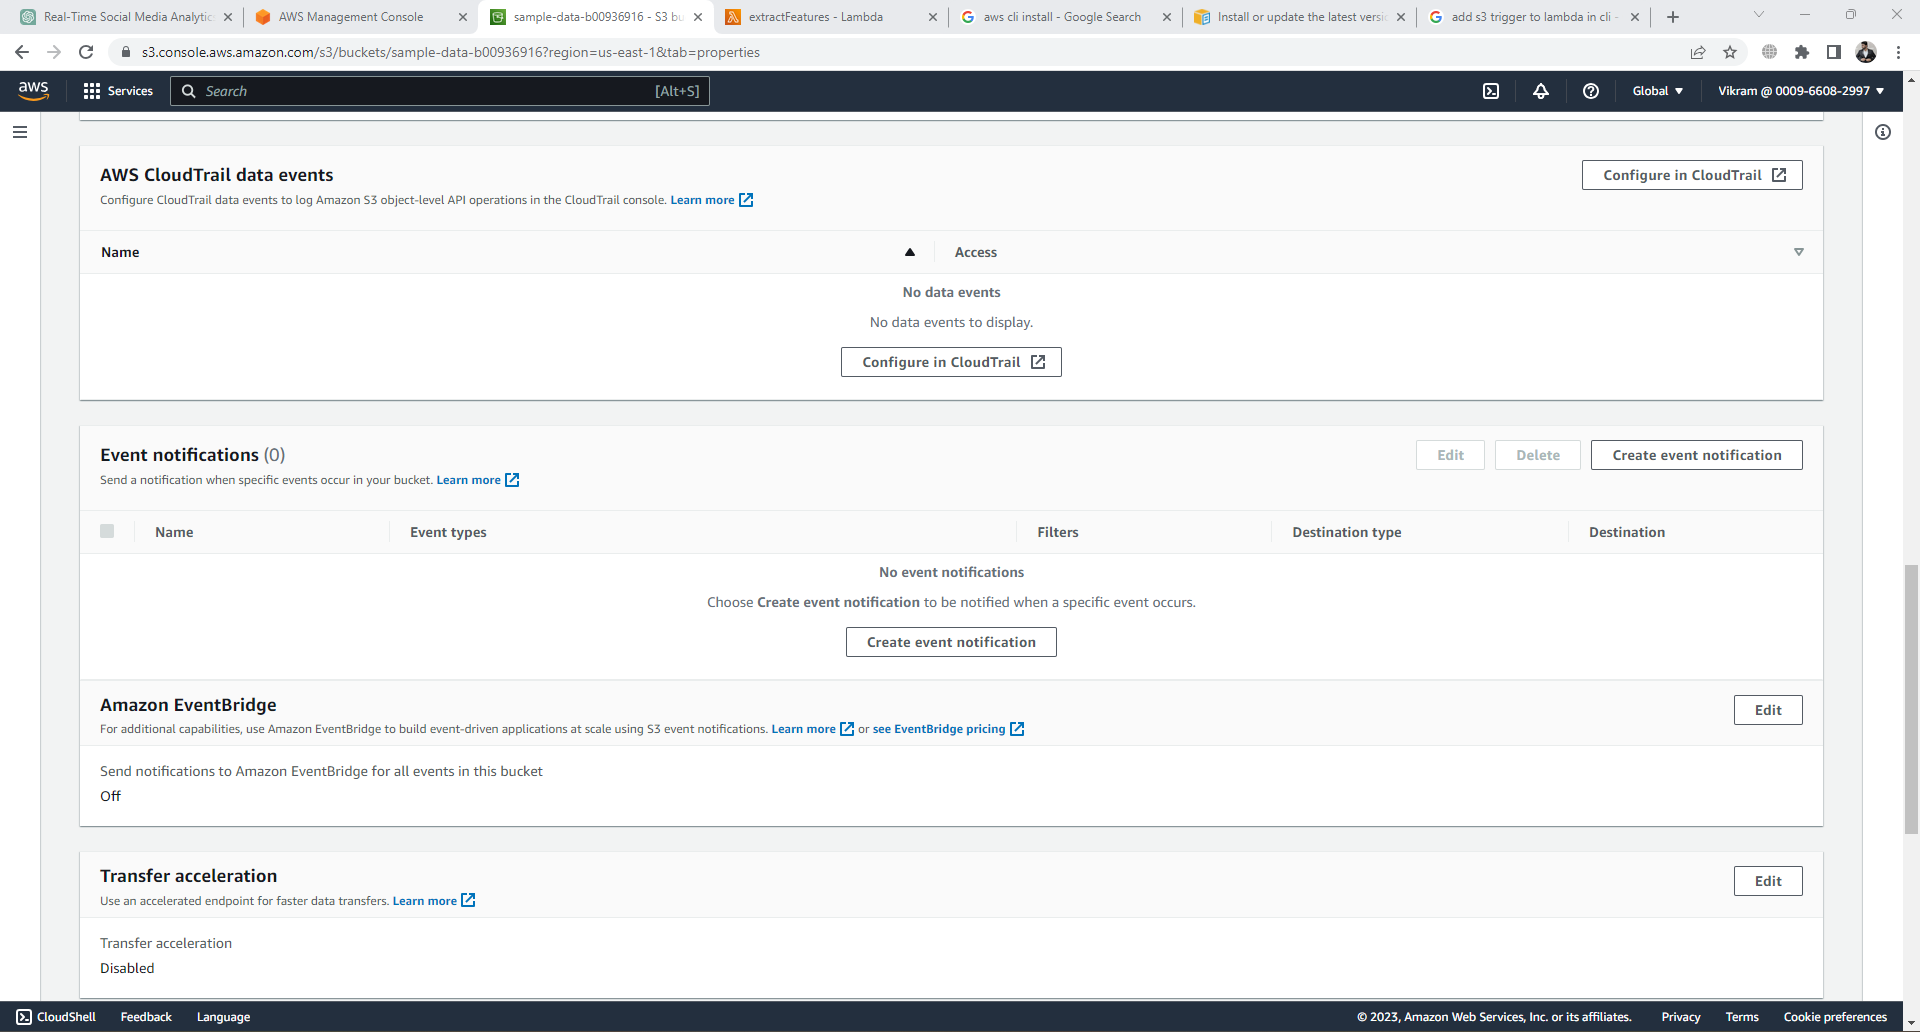 Real-Time Social Media Analytic
AWS Management Console
sample-data-b00936916 - S3 bu
extractFeatures - Lambda
aws cli install - Google Search
Install or update the latest versio
add s3 trigger to lambda in cli -
s3.console.aws.amazon.com/s3/buckets/sample-data-b00936916?region=us-east-1&tab=properties
aws
Services
Search
[Alt+S]
Global
Vikram @ 0009-6608-2997
AWS CloudTrail data events
Configure in CloudTrail
Configure CloudTrail data events to log Amazon S3 object-level API operations in the CloudTrail console. Learn more
Name
Access
No data events
No data events to display.
Configure in CloudTrail
Event notifications (0)
Edit
Delete
Create event notification
Send a notification when specific events occur in your bucket. Learn more
Name
Event types
Filters
Destination type
Destination
No event notifications
Choose Create event notification to be notified when a specific event occurs.
Create event notification
Amazon EventBridge
Edit
For additional capabilities, use Amazon EventBridge to build event-driven applications at scale using S3 event notifications. Learn more or see EventBridge pricing
Send notifications to Amazon EventBridge for all events in this bucket
Off
Transfer acceleration
Edit
Use an accelerated endpoint for faster data transfers. Learn more
Transfer acceleration
Disabled
CloudShell
Feedback
Language
© 2023, Amazon Web Services, Inc. or its affiliates.
Privacy
Terms
Cookie preferences